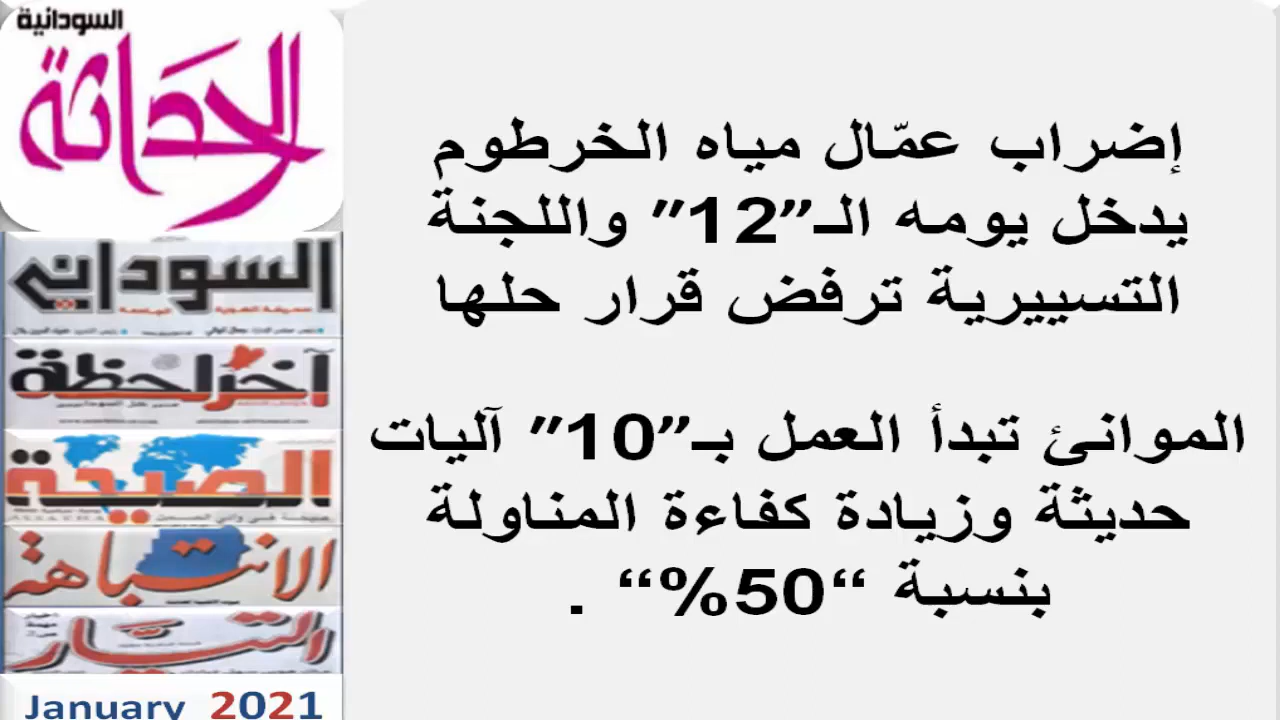 إضراب عمّال مياه الخرطوم
يدخل يومه الـ”12″ واللجنة
التسييرية ترفض قرار حلها
الموانئ تبدأ العمل بـ”10″ آليات
حديثة وزيادة كفاءة المناولة
بنسبة “50%“ .
السودانية
الحداثة
السوداني
آخر لحظة
الصيحة
الانتباهة
التيار
January 2021